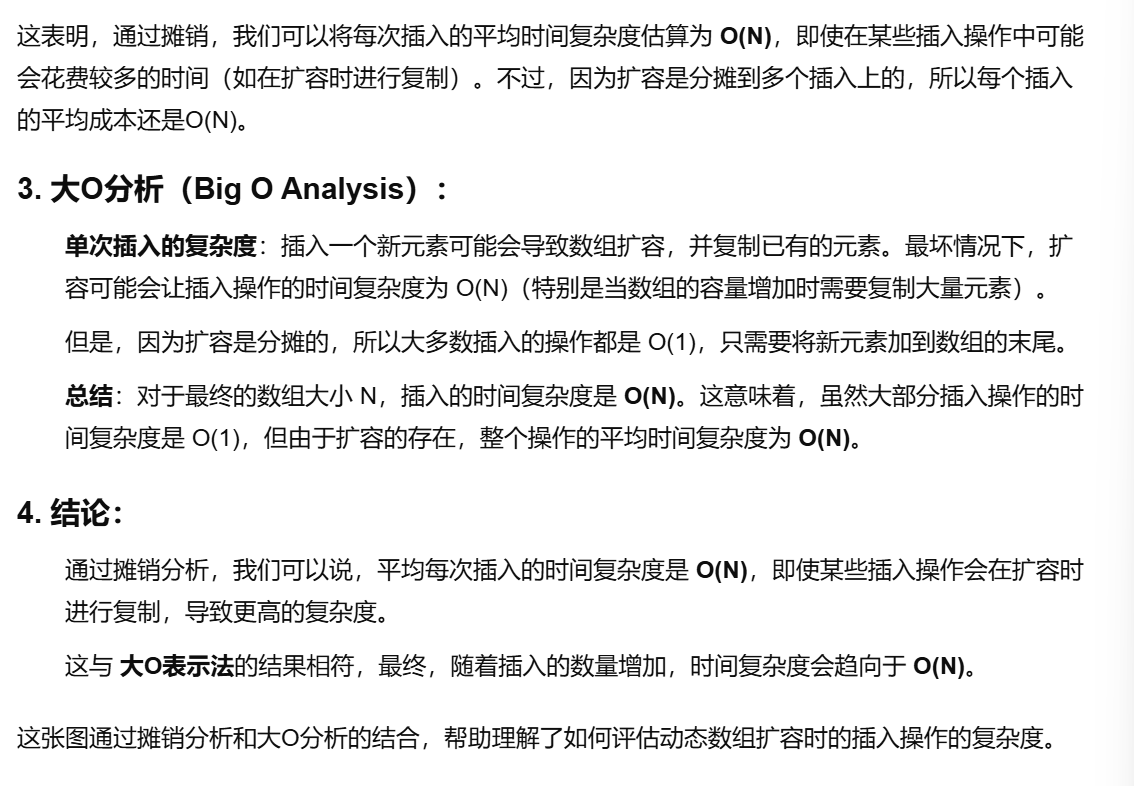 这表明，通过摊销，我们可以将每次插入的平均时间复杂度估算为 O(N)，即使在某些插入操作中可能
会花费较多的时间（如在扩容时进行复制）。不过，因为扩容是分摊到多个插入上的，所以每个插入
的平均成本还是O(N)。
3. 大O分析（Big O Analysis）:
单次插入的复杂度：插入一个新元素可能会导致数组扩容，并复制已有的元素。最坏情况下，扩
容可能会让插入操作的时间复杂度为 O(N)（特别是当数组的容量增加时需要复制大量元素）。
但是，因为扩容是分摊的，所以大多数插入的操作都是 O(1)，只需要将新元素加到数组的末尾。
总结：对于最终的数组大小 N，插入的时间复杂度是 O(N)。这意味着，虽然大部分插入操作的时
间复杂度是 O(1)，但由于扩容的存在，整个操作的平均时间复杂度为 O(N)。
4. 结论:
通过摊销分析，我们可以说，平均每次插入的时间复杂度是 O(N)，即使某些插入操作会在扩容时
进行复制，导致更高的复杂度。
这与 大O表示法的结果相符，最终，随着插入的数量增加，时间复杂度会趋向于 O(N)。
这张图通过摊销分析和大O分析的结合，帮助理解了如何评估动态数组扩容时的插入操作的复杂度。